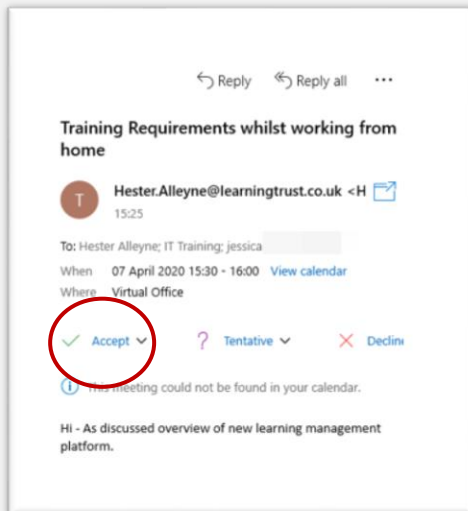 Reply Reply all ...
Training Requirements whilst working from
home
T
Hester.Alleyne@learningtrust.co.uk <H
15:25
To: Hester Alleyne; IT Training; jessica
When 07 April 2020 15:30 - 16:00 View calendar
Where Virtual Office
Accept ? Tentative Decline
i This meeting could not be found in your calendar.
Hi - As discussed overview of new learning management
platform.